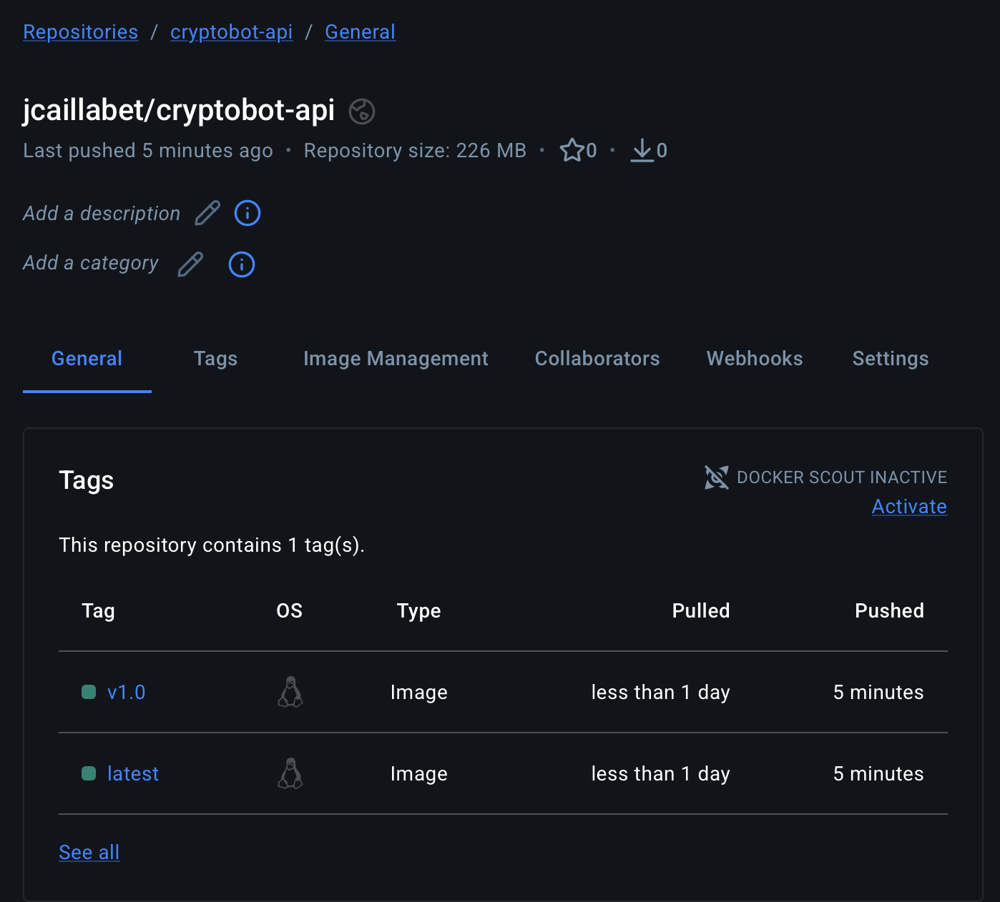 Repositories / cryptobot-api / General
jcaillabet/cryptobot-api
Last pushed 5 minutes ago • Repository size: 226 MB • 0 • 0
Add a description
Add a category
General Tags Image Management Collaborators Webhooks Settings
Tags DOCKER SCOUT INACTIVE
Activate
This repository contains 1 tag(s).
Tag OS Type Pulled Pushed
v1.0 Image less than 1 day 5 minutes
latest Image less than 1 day 5 minutes
See all